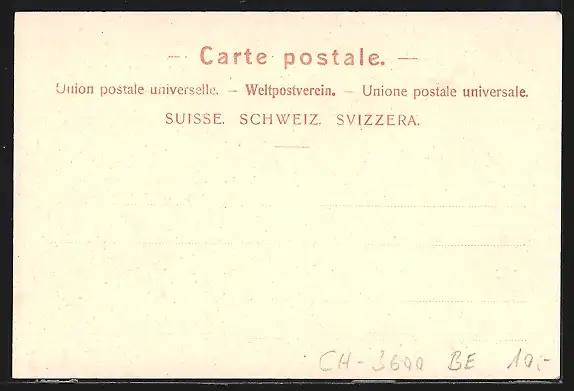 — Carte postale. —
Union postale universelle. — Weltpostverein. — Unione postale universale.
SUISSE. SCHWEIZ. SVIZZERA.
CH-3600 BE 10,-